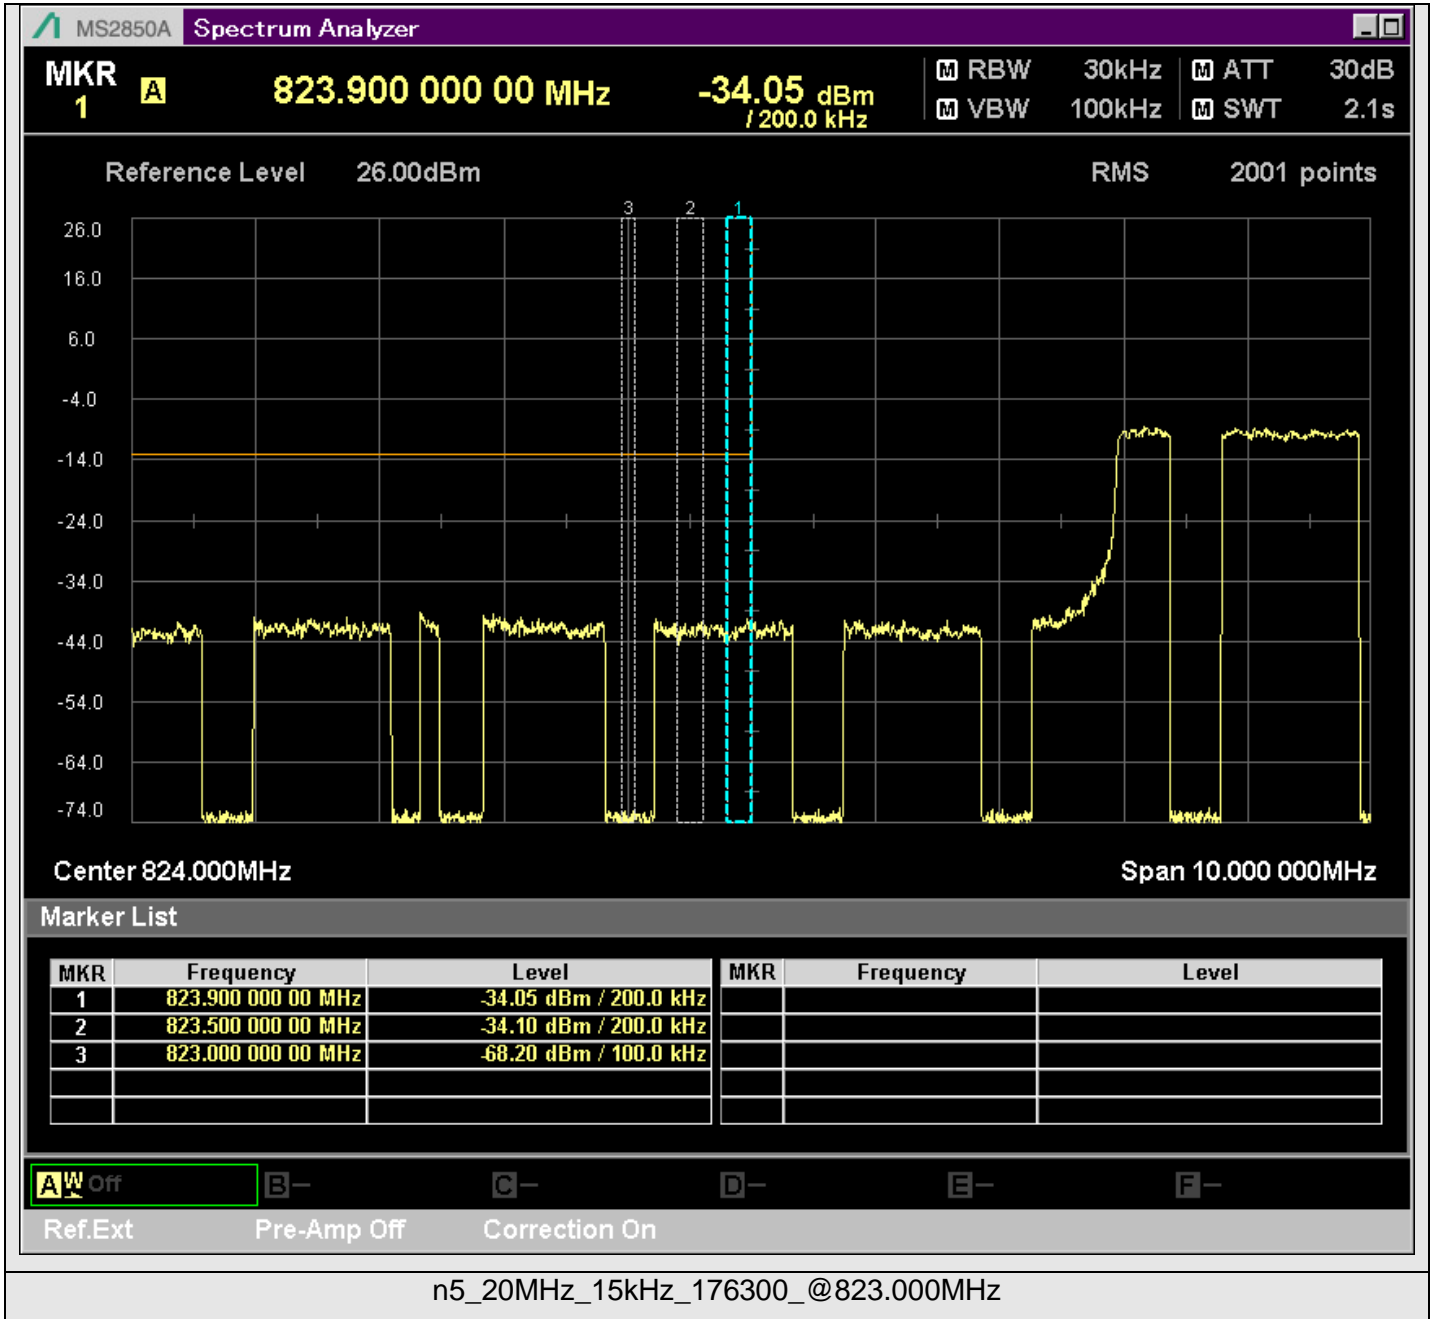 MS2850A Spectrum Analyzer
MKR 1 A 823.900 000 00 MHz -34.05 dBm / 200.0 kHz
M RBW 30kHz M ATT 30dB
M VBW 100kHz M SWT 2.1s
Reference Level 26.00dBm RMS 2001 points
3 2 1
26.0
16.0
6.0
-4.0
-14.0
-24.0
-34.0
-44.0
-54.0
-64.0
-74.0
Center 824.000MHz Span 10.000 000MHz
Marker List
MKR Frequency Level MKR Frequency Level
1 823.900 000 00 MHz -34.05 dBm / 200.0 kHz
2 823.500 000 00 MHz -34.10 dBm / 200.0 kHz
3 823.000 000 00 MHz -68.20 dBm / 100.0 kHz
A W Off B – C – D – E – F –
Ref.Ext Pre-Amp Off Correction On
n5_20MHz_15kHz_176300_@823.000MHz